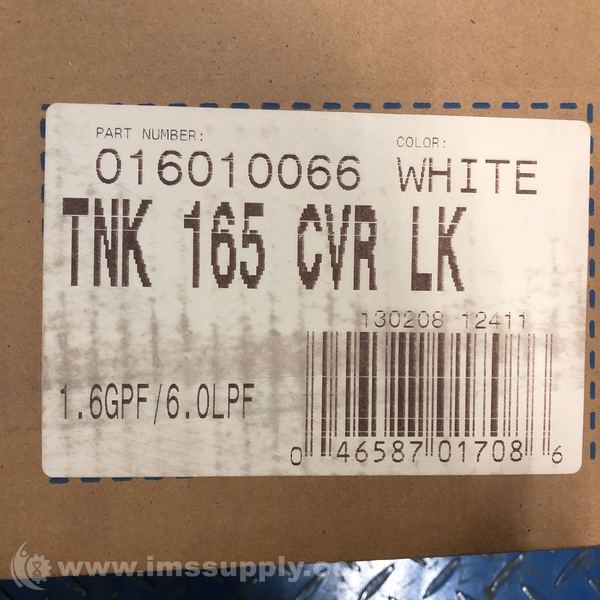 PART NUMBER: COLOR:
016010066 WHITE
TNK 165 CVR LK
130208 12411
1.6GPF/6.0LPF
0 46587 01708 6
www.imssupply.com